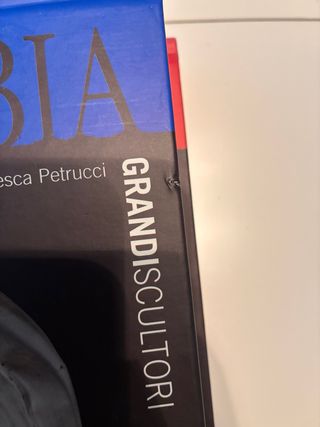 BIA
esca Petrucci
GRANDISCULTORI